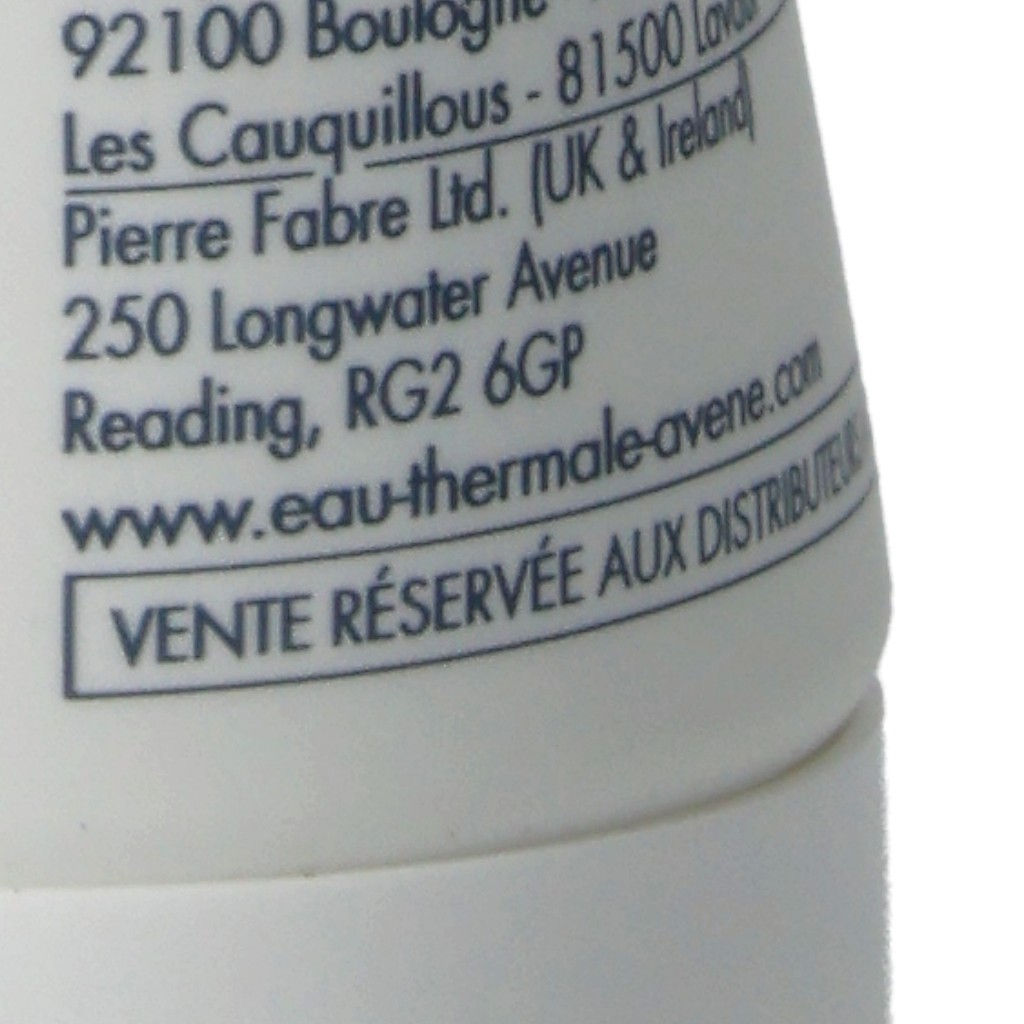 92100 Boulogne
Les Cauquillous - 81500
Pierre Fabre Ltd. (UK & Ireland)
250 Longwater Avenue
Reading, RG2 6GP
www.eau-thermale-avene.com
VENTE RÉSERVÉE AUX DISTRIBUTEURS